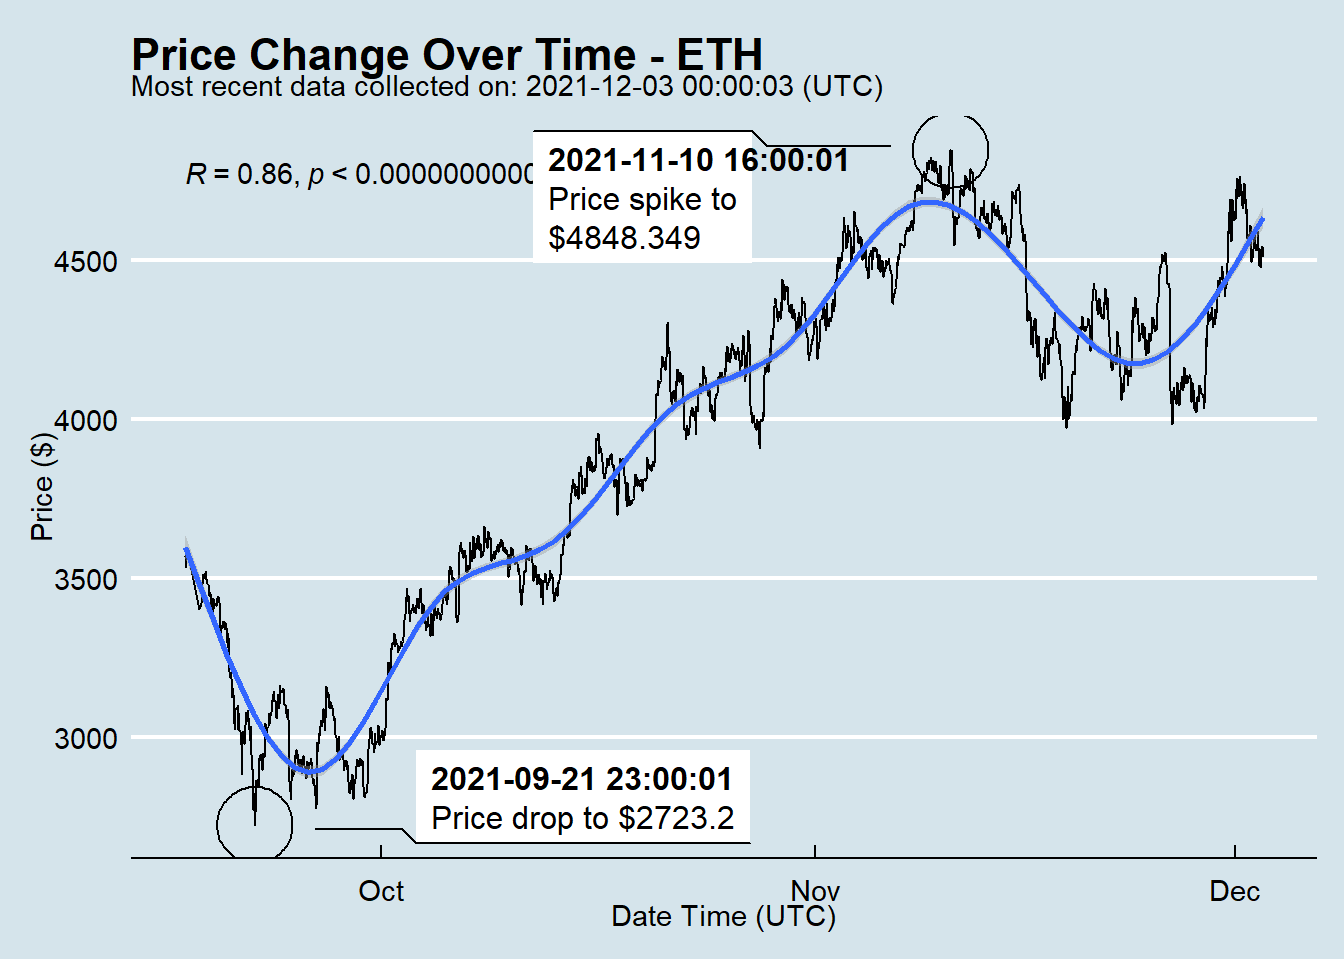 Price Change Over Time - ETH
Most recent data collected on: 2021-12-03 00:00:03 (UTC)
R = 0.86, p < 0.0000000000
2021-11-10 16:00:01
Price spike to
$4848.349
4500
4000
3500
3000
Price ($)
2021-09-21 23:00:01
Price drop to $2723.2
Oct
Nov
Dec
Date Time (UTC)